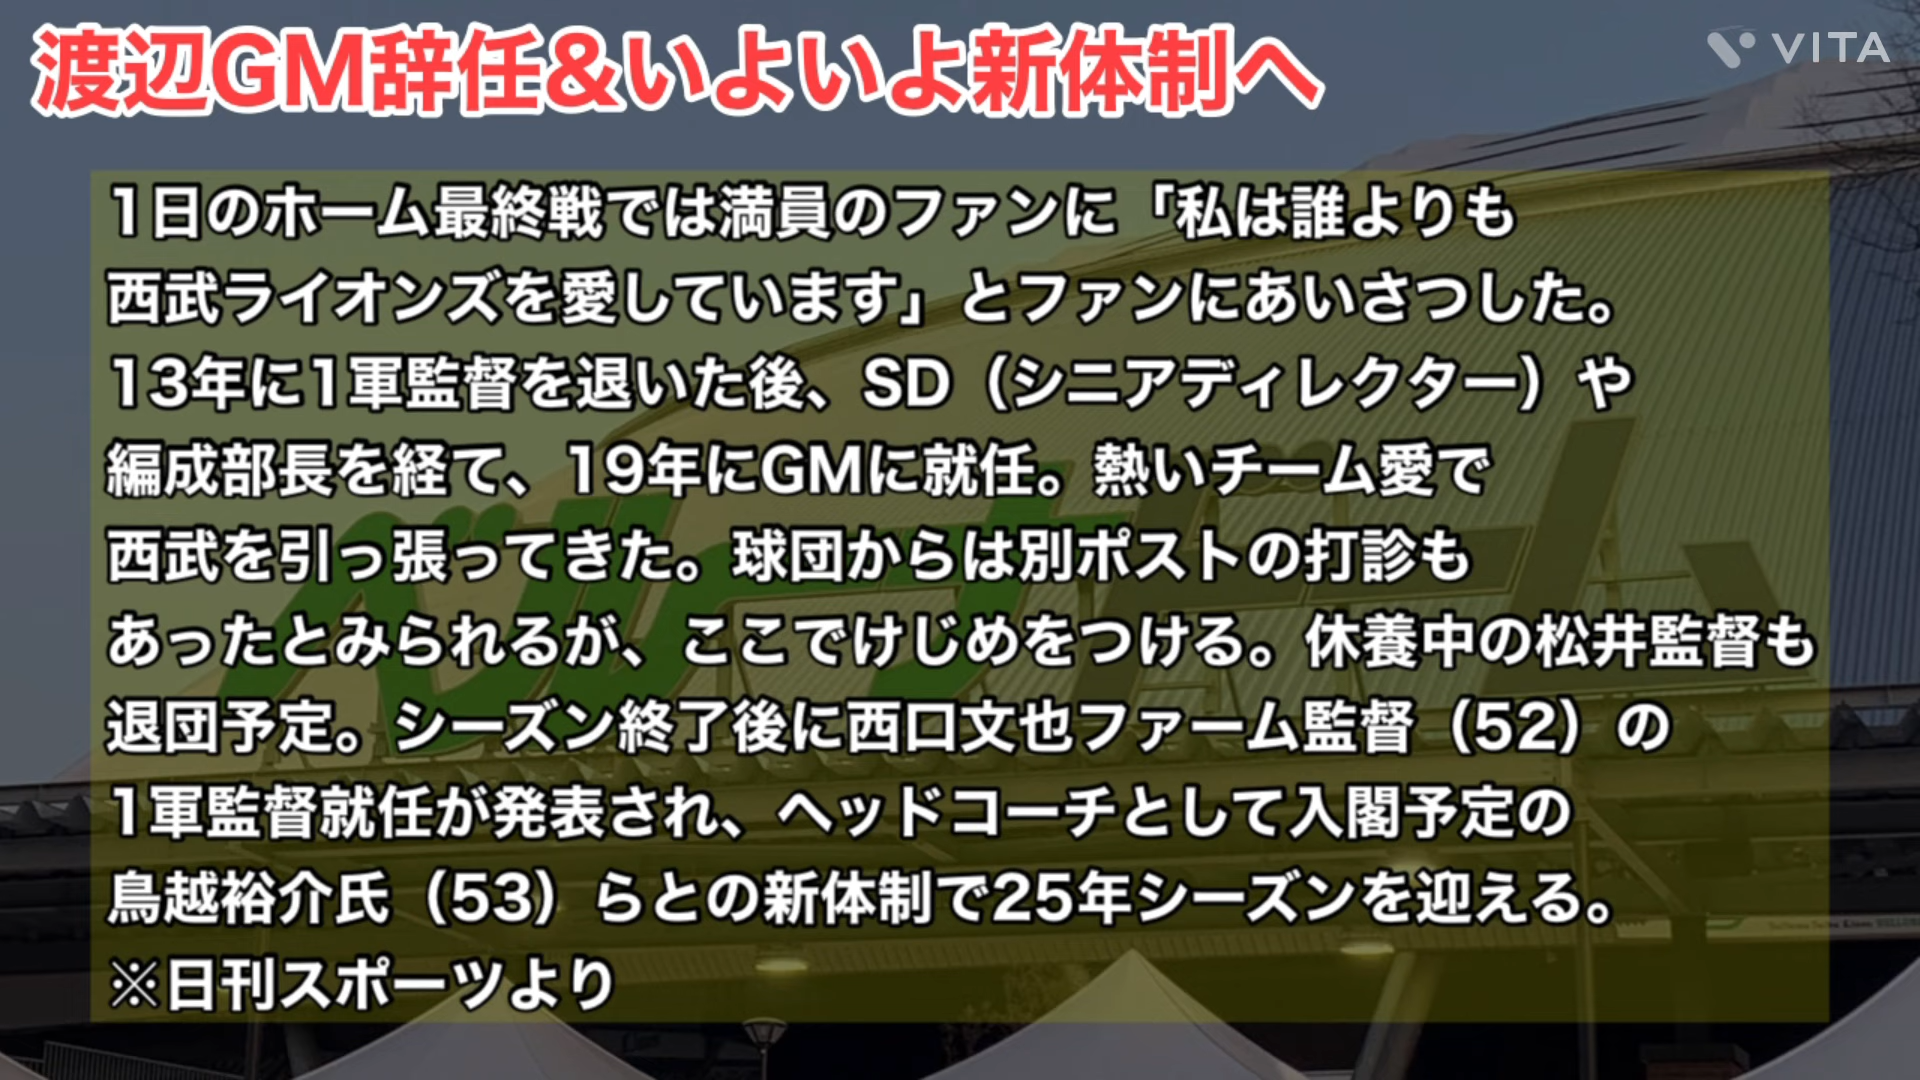 渡辺GM辞任&いよいよ新体制へ
VITA
1日のホーム最終戦では満員のファンに「私は誰よりも
西武ライオンズを愛しています」とファンにあいさつした。
13年に1軍監督を退いた後、SD（シニアディレクター）や
編成部長を経て、19年にGMに就任。熱いチーム愛で
西武を引っ張ってきた。球団からは別ポストの打診も
あったとみられるが、ここでけじめをつける。休養中の松井監督も
退団予定。シーズン終了後に西口文也ファーム監督（52）の
1軍監督就任が発表され、ヘッドコーチとして入閣予定の
鳥越裕介氏（53）らとの新体制で25年シーズンを迎える。
※日刊スポーツより
ベルーナドーム